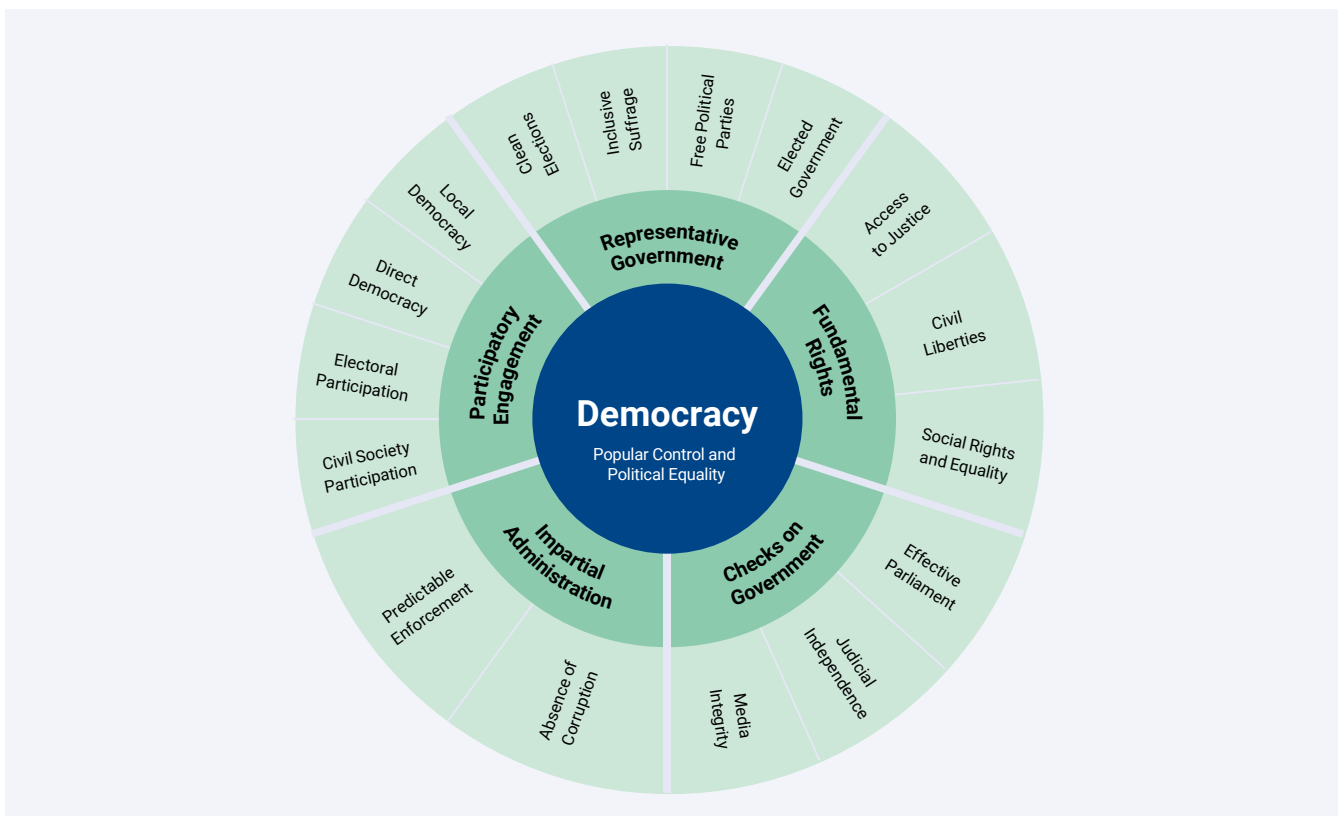 Democracy
Popular Control and
Political Equality
Representative
Government
Clean
Elections
Inclusive
Suffrage
Free Political
Parties
Elected
Government
Fundamental
Rights
Access
to Justice
Civil
Liberties
Social Rights
and Equality
Checks on
Government
Effective
Parliament
Judicial
Independence
Media
Integrity
Impartial
Administration
Absence of
Corruption
Predictable
Enforcement
Participatory
Engagement
Civil Society
Participation
Electoral
Participation
Direct
Democracy
Local
Democracy